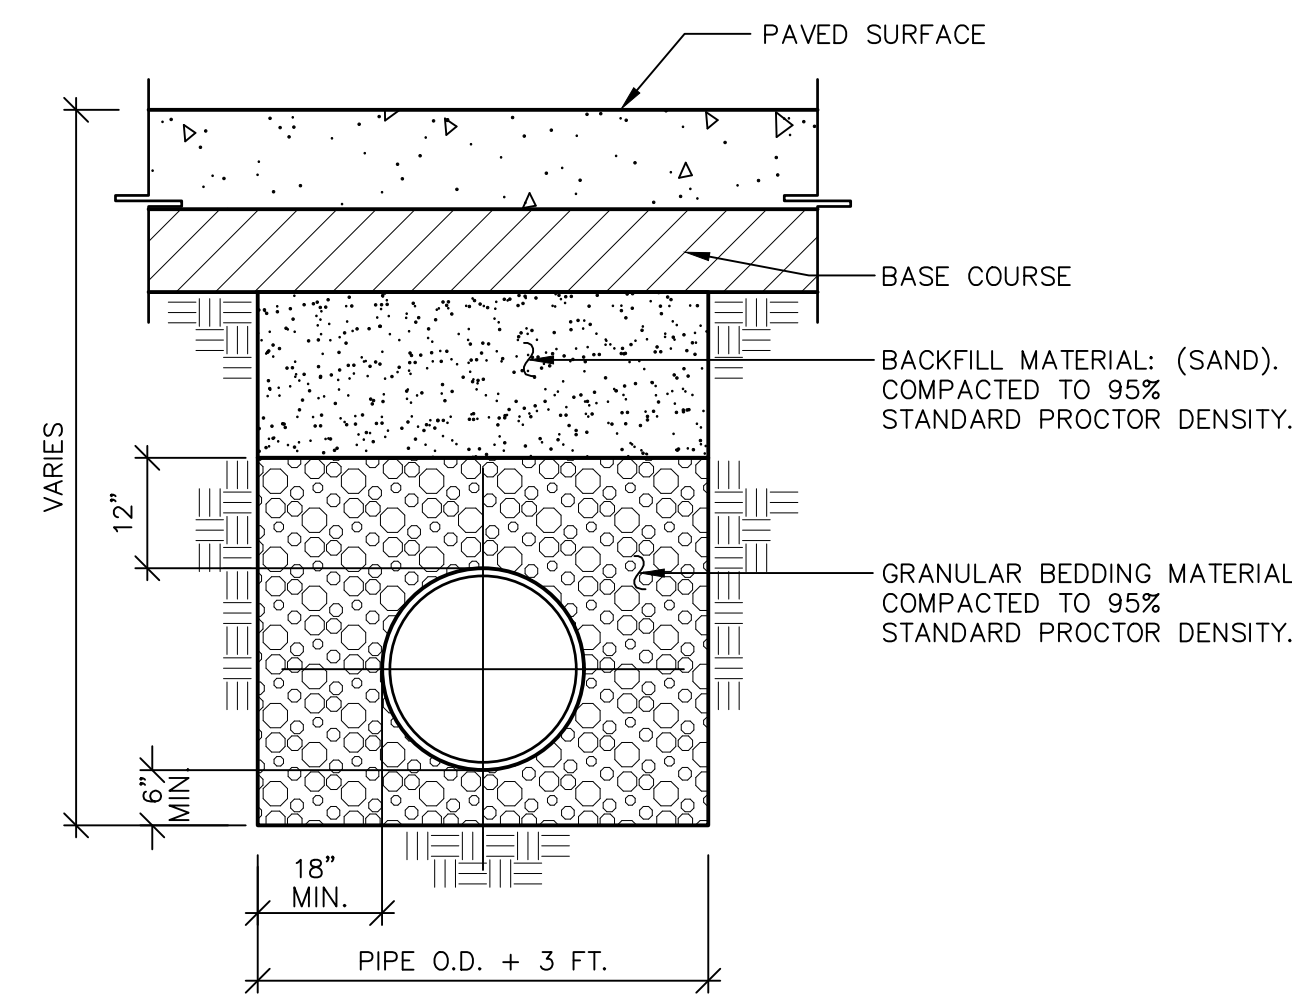 PAVED SURFACE
BASE COURSE
BACKFILL MATERIAL: (SAND).
COMPACTED TO 95%
STANDARD PROCTOR DENSITY.
VARIES
12"
GRANULAR BEDDING MATERIAL
COMPACTED TO 95%
STANDARD PROCTOR DENSITY.
6"
MIN.
18"
MIN.
PIPE O.D. + 3 FT.